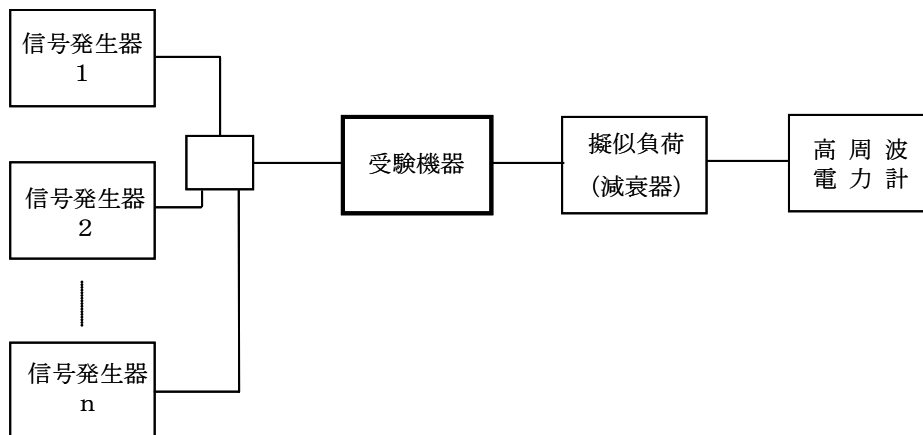 信号発生器
1
信号発生器
2
信号発生器
n
受験機器
擬似負荷
(減衰器)
高周波
電力計